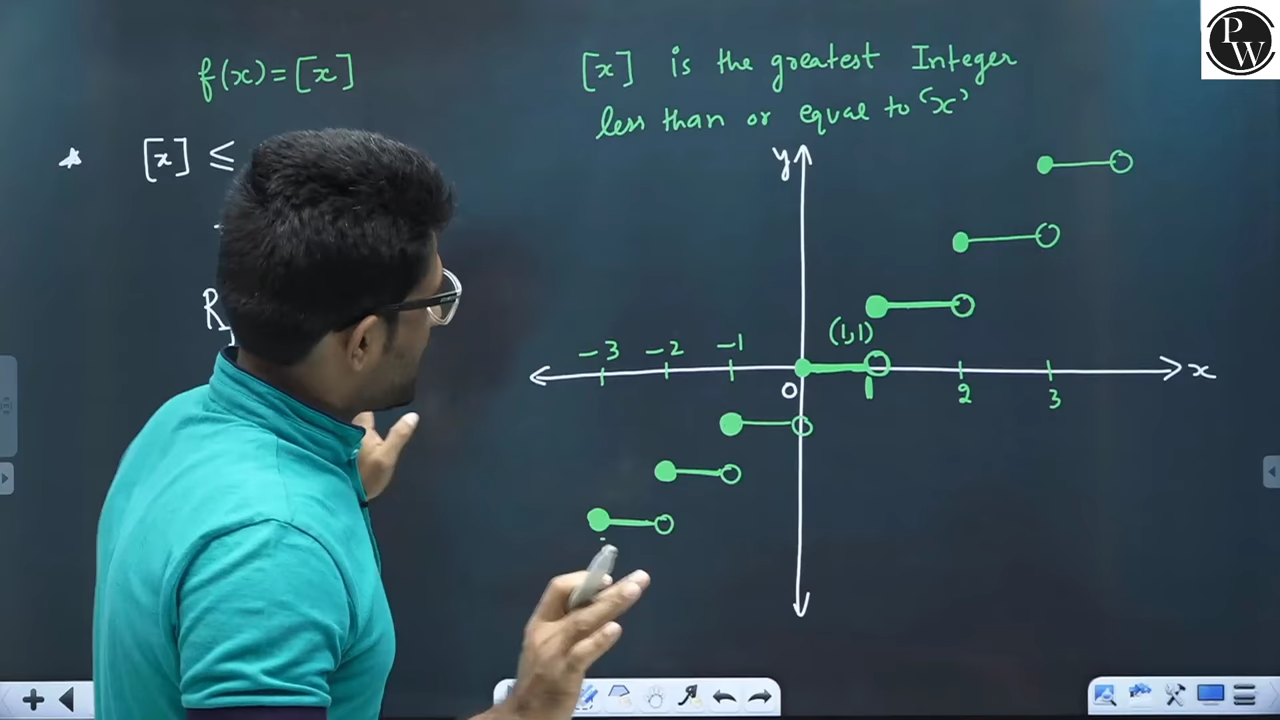 f(x)=[x]
[x] is the greatest Integer
less than or equal to 'x'
[x] ≤
R
y
(1,1)
-3 -2 -1
0 1 2 3
x
PW